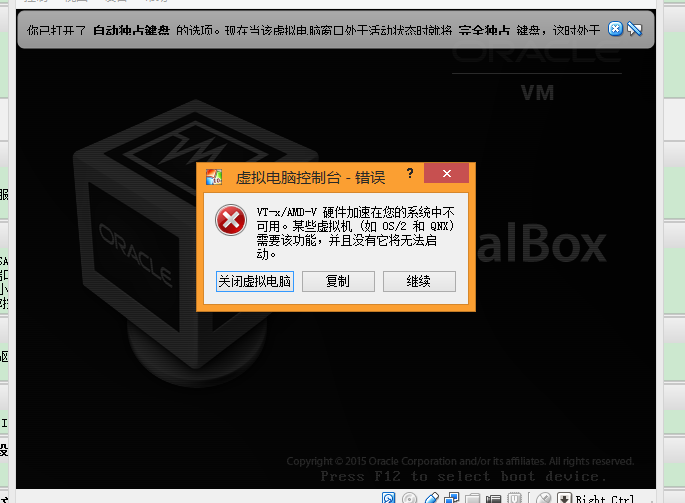 你已打开了 自动独占键盘 的选项。现在当该虚拟电脑窗口处于活动状态时就将 完全独占 键盘，这时处于
ORACLE
VM
虚拟电脑控制台 - 错误
VT-x/AMD-V 硬件加速在您的系统中不
可用。某些虚拟机 (如 OS/2 和 QNX)
需要该功能，并且没有它将无法启
动。
ORACLE
alBox
关闭虚拟电脑
复制
继续
Copyright © 2015 Oracle Corporation and/or its affiliates. All rights reserved.
Press F12 to select boot device.
Right Ctrl